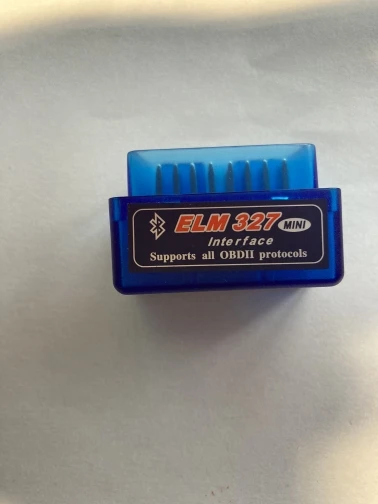 ELM 327 MINI
Interface
Supports all OBDII protocols